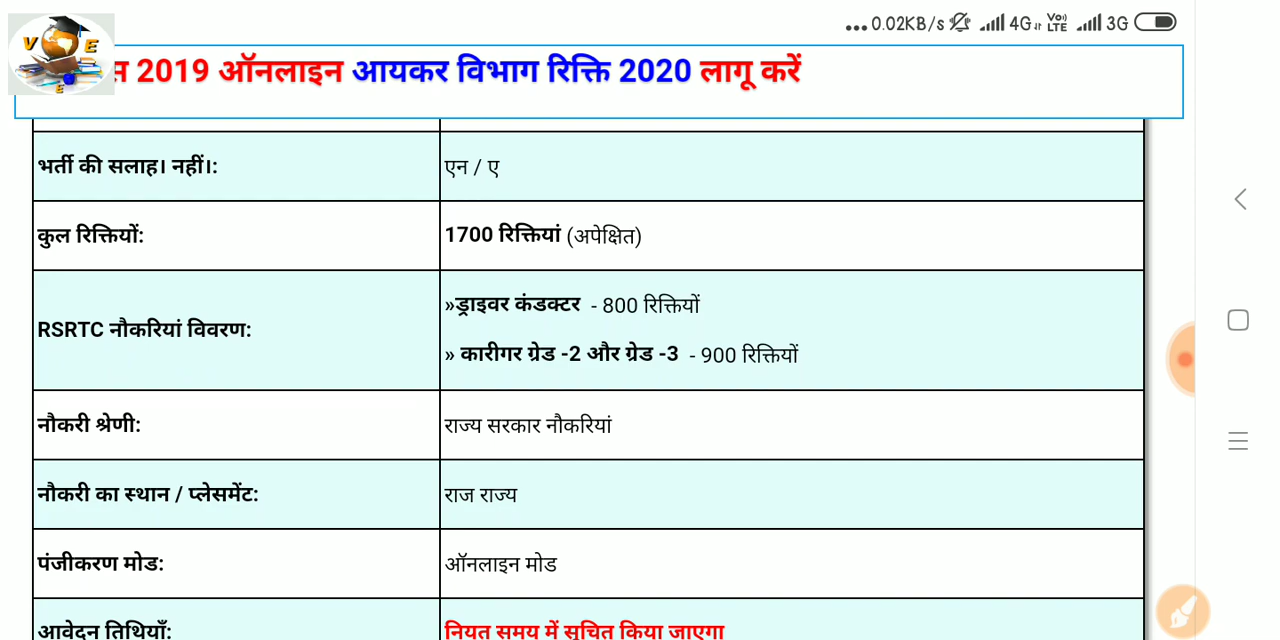 ...0.02KB/s 4G VoLTE 3G
V E E
2019 ऑनलाइन आयकर विभाग रिक्ति 2020 लागू करें
भर्ती की सलाह। नहीं।: एन / ए
कुल रिक्तियों: 1700 रिक्तियां (अपेक्षित)
»ड्राइवर कंडक्टर - 800 रिक्तियों
RSRTC नौकरियां विवरण:
» कारीगर ग्रेड -2 और ग्रेड -3 - 900 रिक्तियों
नौकरी श्रेणी: राज्य सरकार नौकरियां
नौकरी का स्थान / प्लेसमेंट: राज राज्य
पंजीकरण मोड: ऑनलाइन मोड
आवेदन तिथियाँ: नियत समय में सूचित किया जाएगा